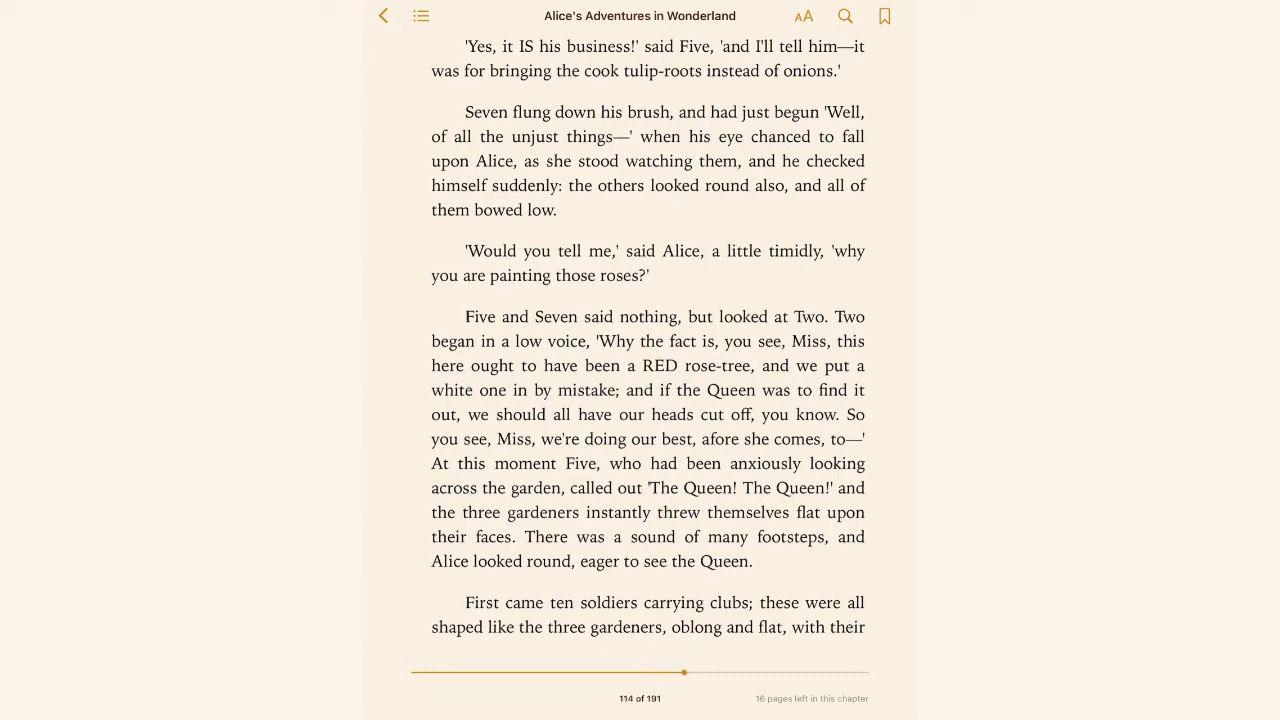 Alice's Adventures in Wonderland
AA
'Yes, it IS his business!' said Five, 'and I'll tell him—it
was for bringing the cook tulip-roots instead of onions.'
Seven flung down his brush, and had just begun 'Well,
of all the unjust things—' when his eye chanced to fall
upon Alice, as she stood watching them, and he checked
himself suddenly: the others looked round also, and all of
them bowed low.
'Would you tell me,' said Alice, a little timidly, 'why
you are painting those roses?'
Five and Seven said nothing, but looked at Two. Two
began in a low voice, 'Why the fact is, you see, Miss, this
here ought to have been a RED rose-tree, and we put a
white one in by mistake; and if the Queen was to find it
out, we should all have our heads cut off, you know. So
you see, Miss, we're doing our best, afore she comes, to—'
At this moment Five, who had been anxiously looking
across the garden, called out 'The Queen! The Queen!' and
the three gardeners instantly threw themselves flat upon
their faces. There was a sound of many footsteps, and
Alice looked round, eager to see the Queen.
First came ten soldiers carrying clubs; these were all
shaped like the three gardeners, oblong and flat, with their
114 of 191
16 pages left in this chapter